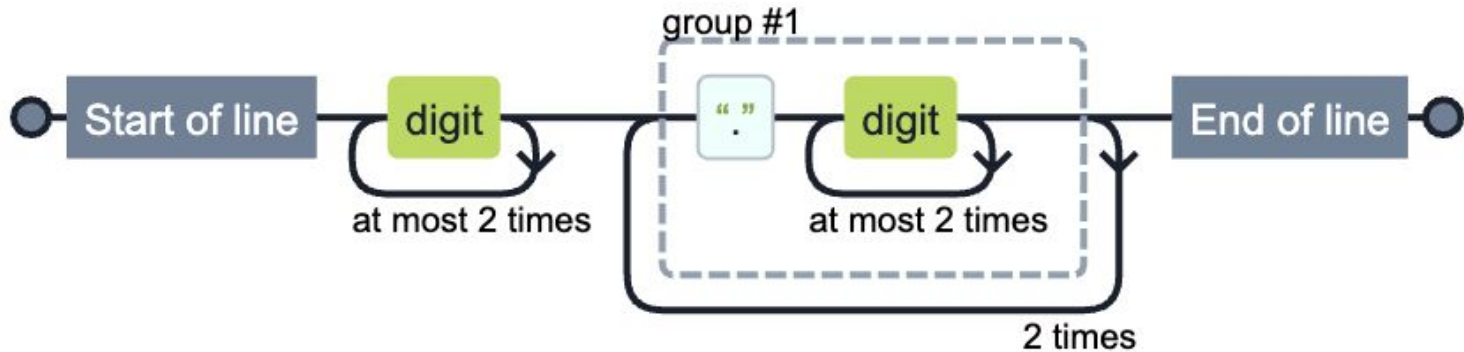 group #1
Start of line digit “.” digit End of line
at most 2 times at most 2 times
2 times